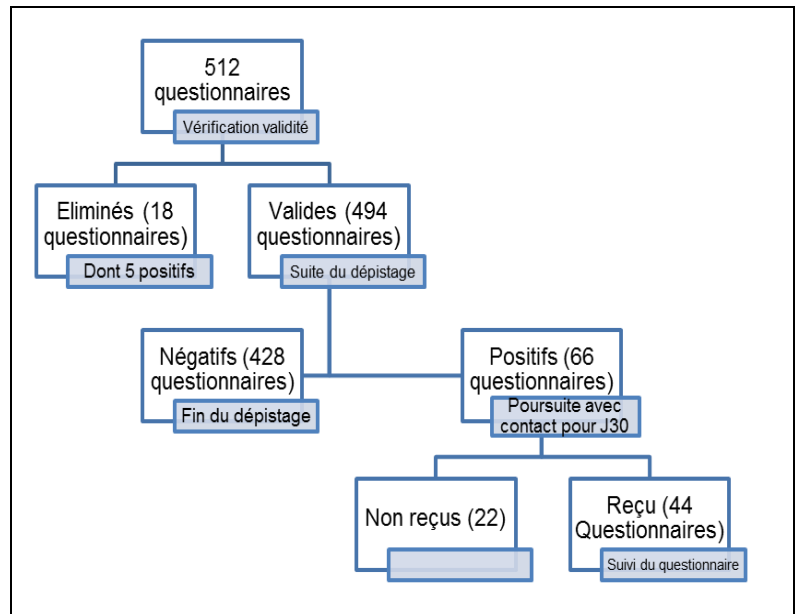 512
questionnaires
Vérification validité
Eliminés (18
questionnaires)
Dont 5 positifs
Valides (494
questionnaires)
Suite du dépistage
Négatifs (428
questionnaires)
Fin du dépistage
Positifs (66
questionnaires)
Poursuite avec
contact pour J30
Non reçus (22)
Reçu (44
Questionnaires)
Suivi du questionnaire